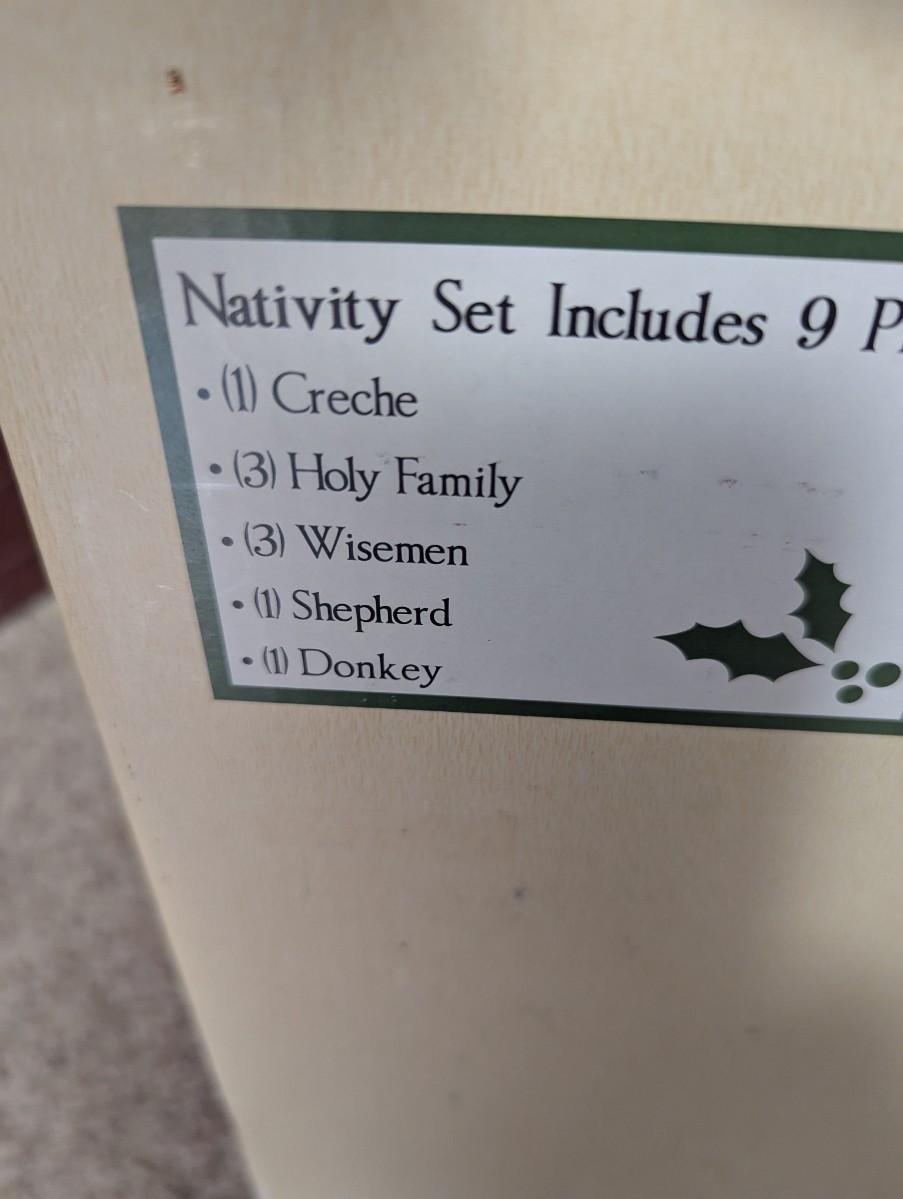 Nativity Set Includes 9
• (1) Creche
• (3) Holy Family
• (3) Wisemen
• (1) Shepherd
• (1) Donkey